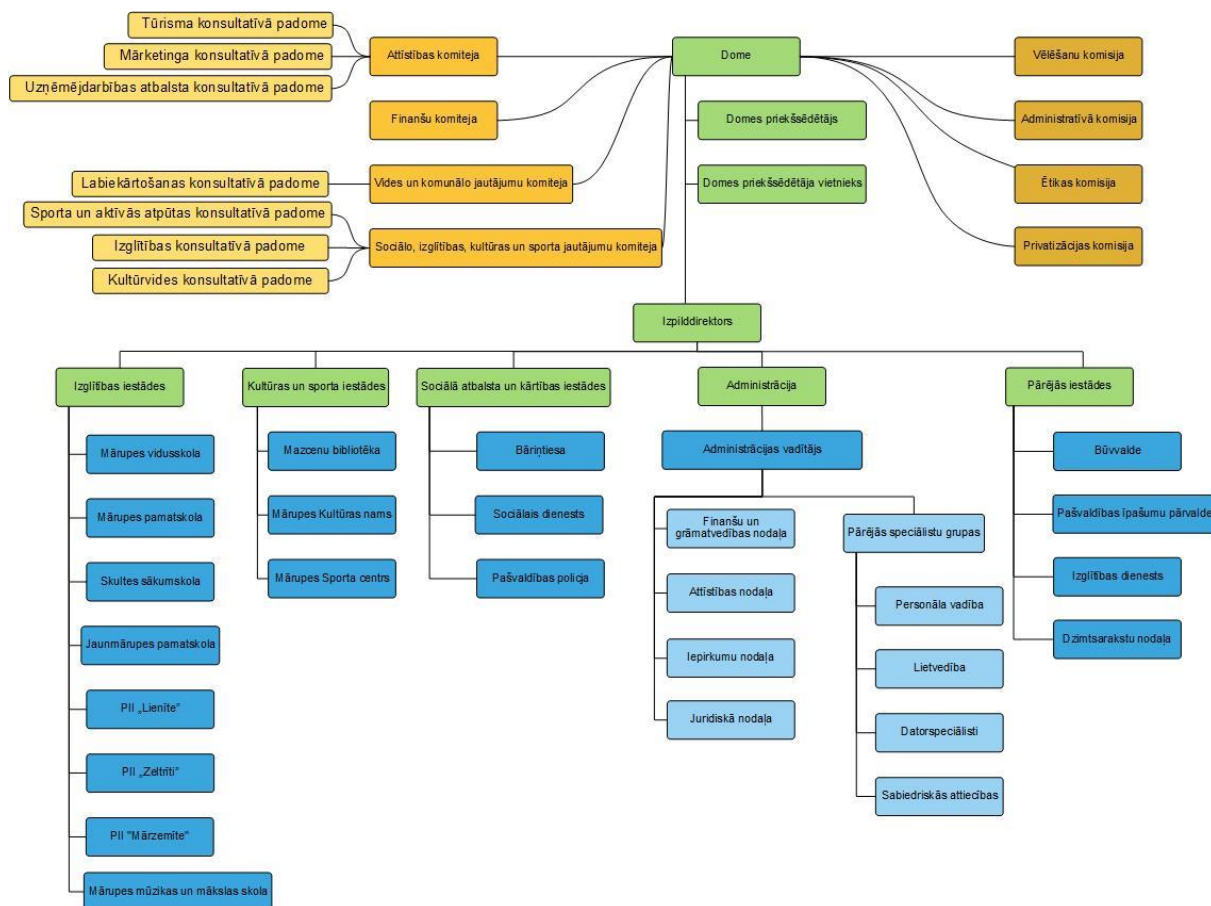 Tūrisma konsultatīvā padome
Mārketinga konsultatīvā padome
Uzņēmējdarbības atbalsta konsultatīvā padome
Attīstības komiteja
Finanšu komiteja
Labiekārtošanas konsultatīvā padome
Vides un komunālo jautājumu komiteja
Sporta un aktīvās atpūtas konsultatīvā padome
Izglītības konsultatīvā padome
Kultūrvides konsultatīvā padome
Sociālo, izglītības, kultūras un sporta jautājumu komiteja
Dome
Domes priekšsēdētājs
Domes priekšsēdētāja vietnieks
Vēlēšanu komisija
Administratīvā komisija
Ētikas komisija
Privatizācijas komisija
Izpilddirektors
Izglītības iestādes
Mārupes vidusskola
Mārupes pamatskola
Skultes sākumskola
Jaunmārupes pamatskola
PII „Lienīte”
PII „Zeltrīti”
PII "Mārzemīte"
Mārupes mūzikas un mākslas skola
Kultūras un sporta iestādes
Mazcenu bibliotēka
Mārupes Kultūras nams
Mārupes Sporta centrs
Sociālā atbalsta un kārtības iestādes
Bāriņtiesa
Sociālais dienests
Pašvaldības policija
Administrācija
Administrācijas vadītājs
Finanšu un
grāmatvedības nodaļa
Attīstības nodaļa
Iepirkumu nodaļa
Juridiskā nodaļa
Pārējās speciālistu grupas
Personāla vadība
Lietvedība
Datorspeciālisti
Sabiedriskās attiecības
Pārējās iestādes
Būvvalde
Pašvaldības īpašumu pārvalde
Izglītības dienests
Dzimtsarakstu nodaļa